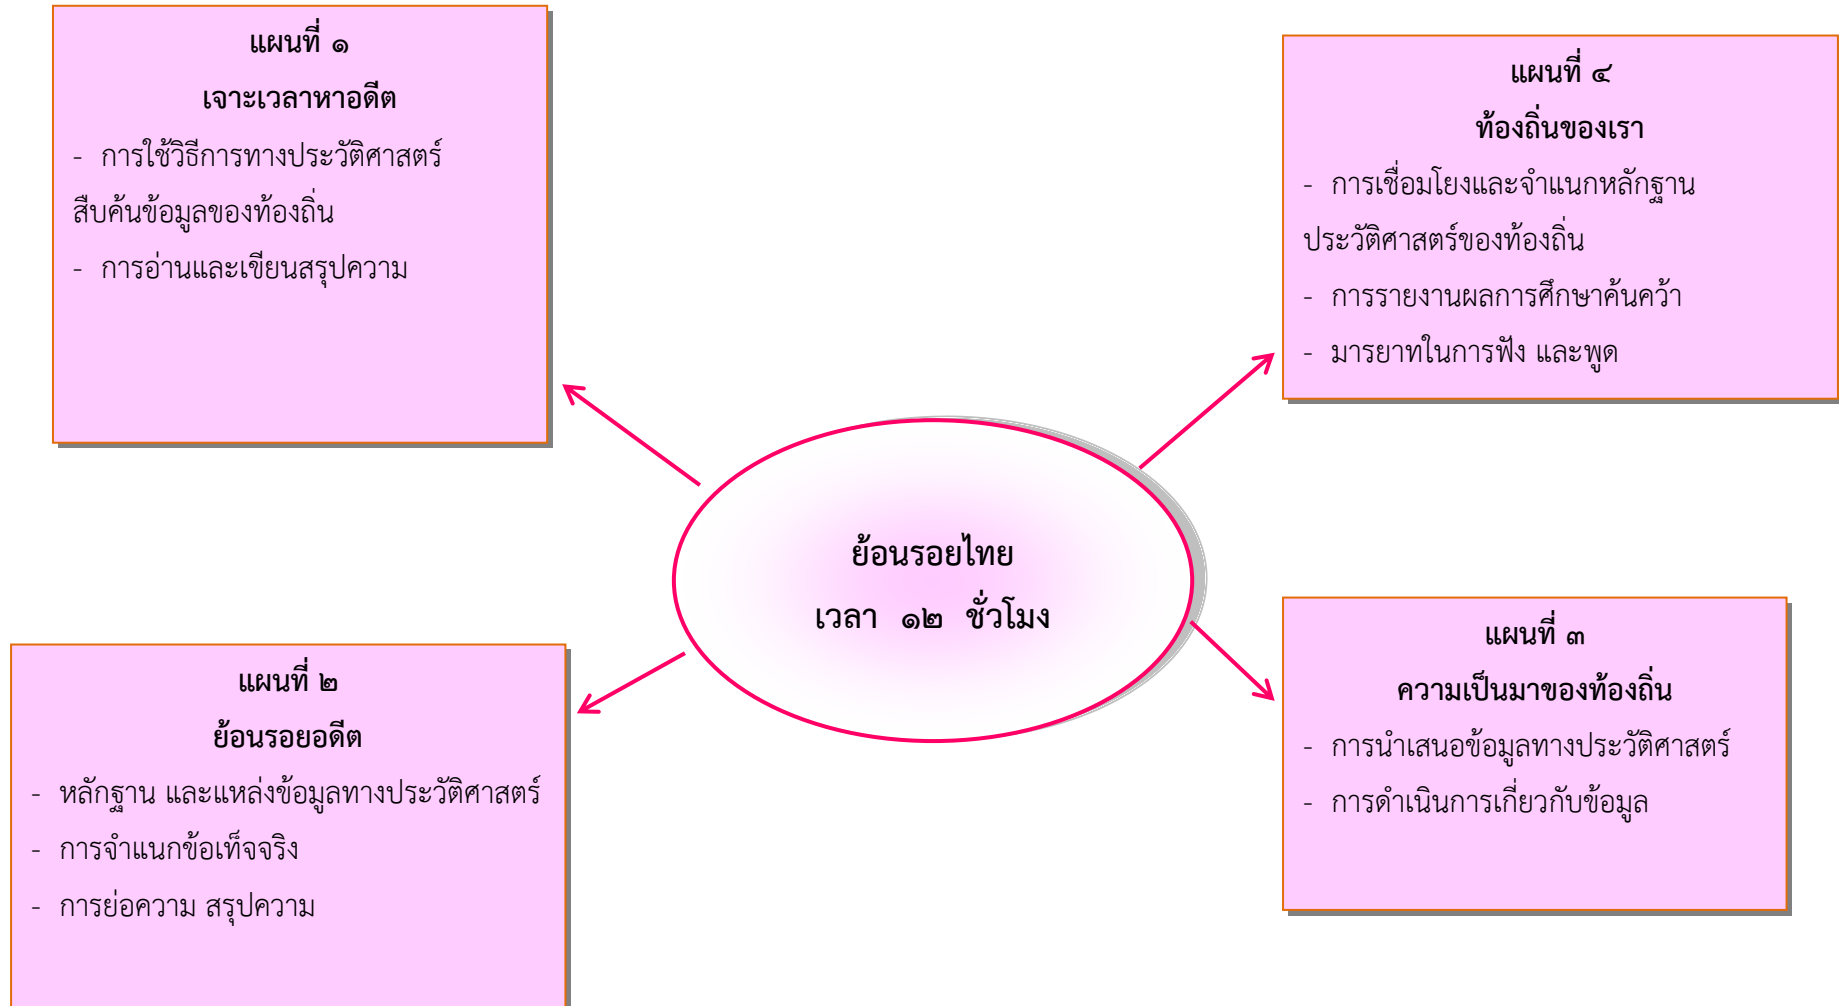 แผนที่ ๑
เจาะเวลาหาอดีต
- การใช้วิธีการทางประวัติศาสตร์
สืบค้นข้อมูลของท้องถิ่น
- การอ่านและเขียนสรุปความ
แผนที่ ๔
ท้องถิ่นของเรา
- การเชื่อมโยงและจำแนกหลักฐาน
ประวัติศาสตร์ของท้องถิ่น
- การรายงานผลการศึกษาค้นคว้า
- มารยาทในการฟัง และพูด
ย้อนรอยไทย
เวลา ๑๒ ชั่วโมง
แผนที่ ๒
ย้อนรอยอดีต
- หลักฐาน และแหล่งข้อมูลทางประวัติศาสตร์
- การจำแนกข้อเท็จจริง
- การย่อความ สรุปความ
แผนที่ ๓
ความเป็นมาของท้องถิ่น
- การนำเสนอข้อมูลทางประวัติศาสตร์
- การดำเนินการเกี่ยวกับข้อมูล